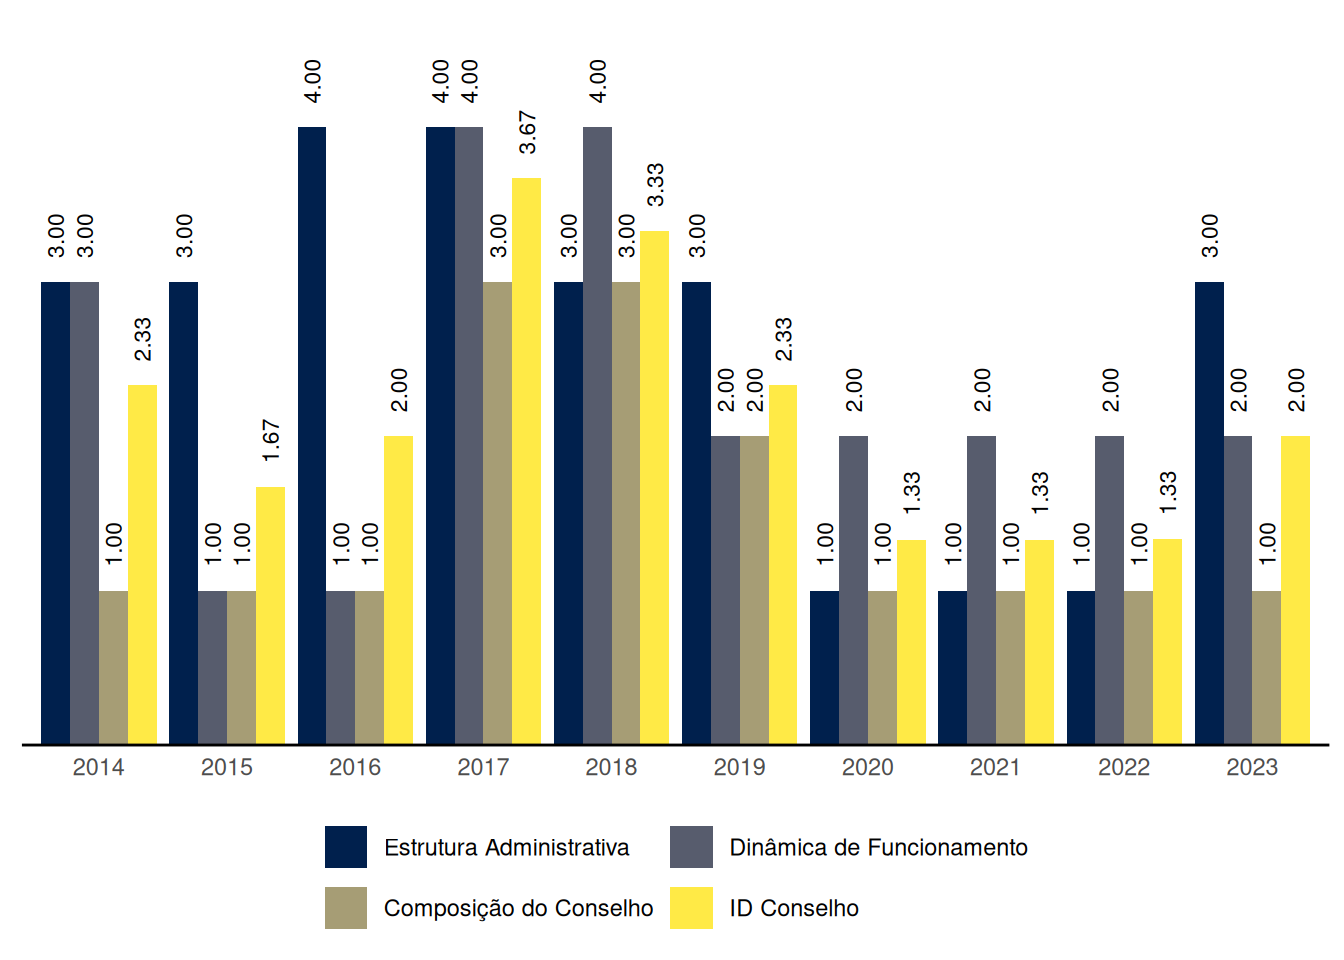 3.00 3.00 1.00 2.33
3.00 1.00 1.00 1.67
4.00 1.00 1.00 2.00
4.00 4.00 3.00 3.67
3.00 4.00 3.00 3.33
3.00 2.00 2.00 2.33
1.00 2.00 1.00 1.33
1.00 2.00 1.00 1.33
1.00 2.00 1.00 1.33
3.00 2.00 1.00 2.00
2014 2015 2016 2017 2018 2019 2020 2021 2022 2023
Estrutura Administrativa Dinâmica de Funcionamento
Composição do Conselho ID Conselho